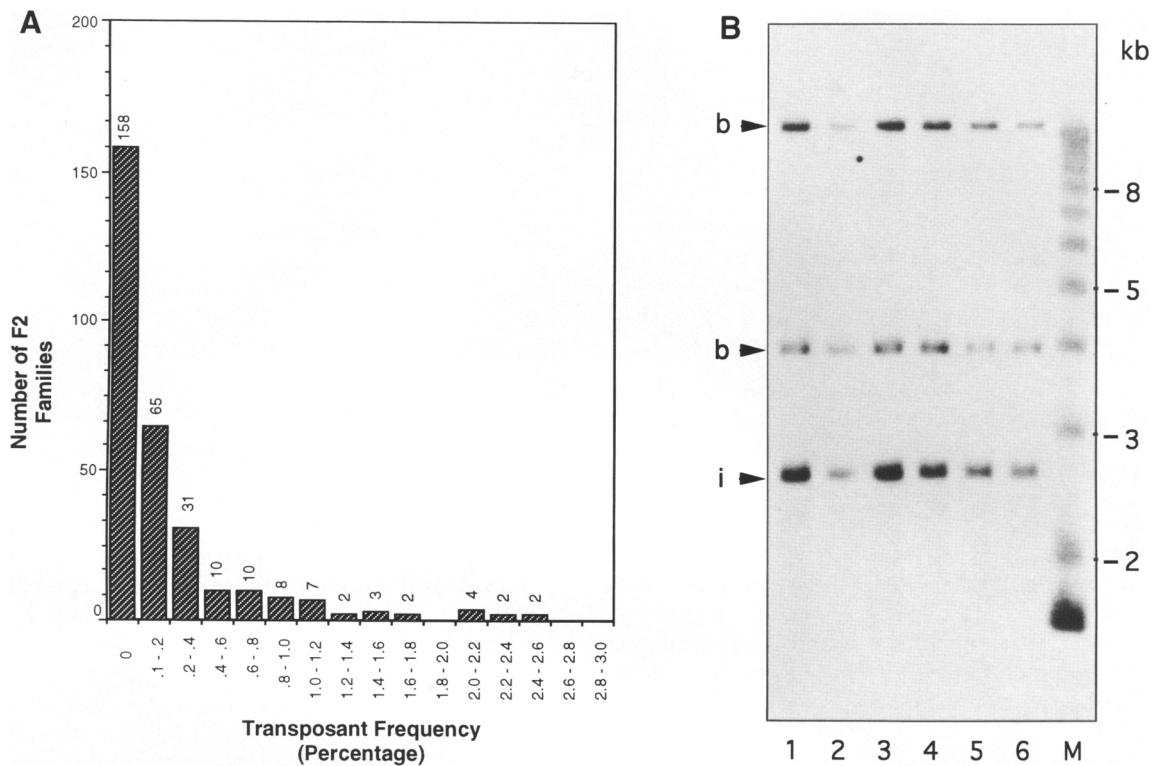 A
200
150
100
50
0
Number of F2
Families
158
65
31
10
10
8
7
2
3
2
4
2
2
0
.1 - .2
.2 - .4
.4 - .6
.6 - .8
.8 - 1.0
1.0 - 1.2
1.2 - 1.4
1.4 - 1.6
1.6 - 1.8
1.8 - 2.0
2.0 - 2.2
2.2 - 2.4
2.4 - 2.6
2.6 - 2.8
2.8 - 3.0
Transposant Frequency
(Percentage)
B
kb
b
b
i
8
5
3
2
1 2 3 4 5 6 M